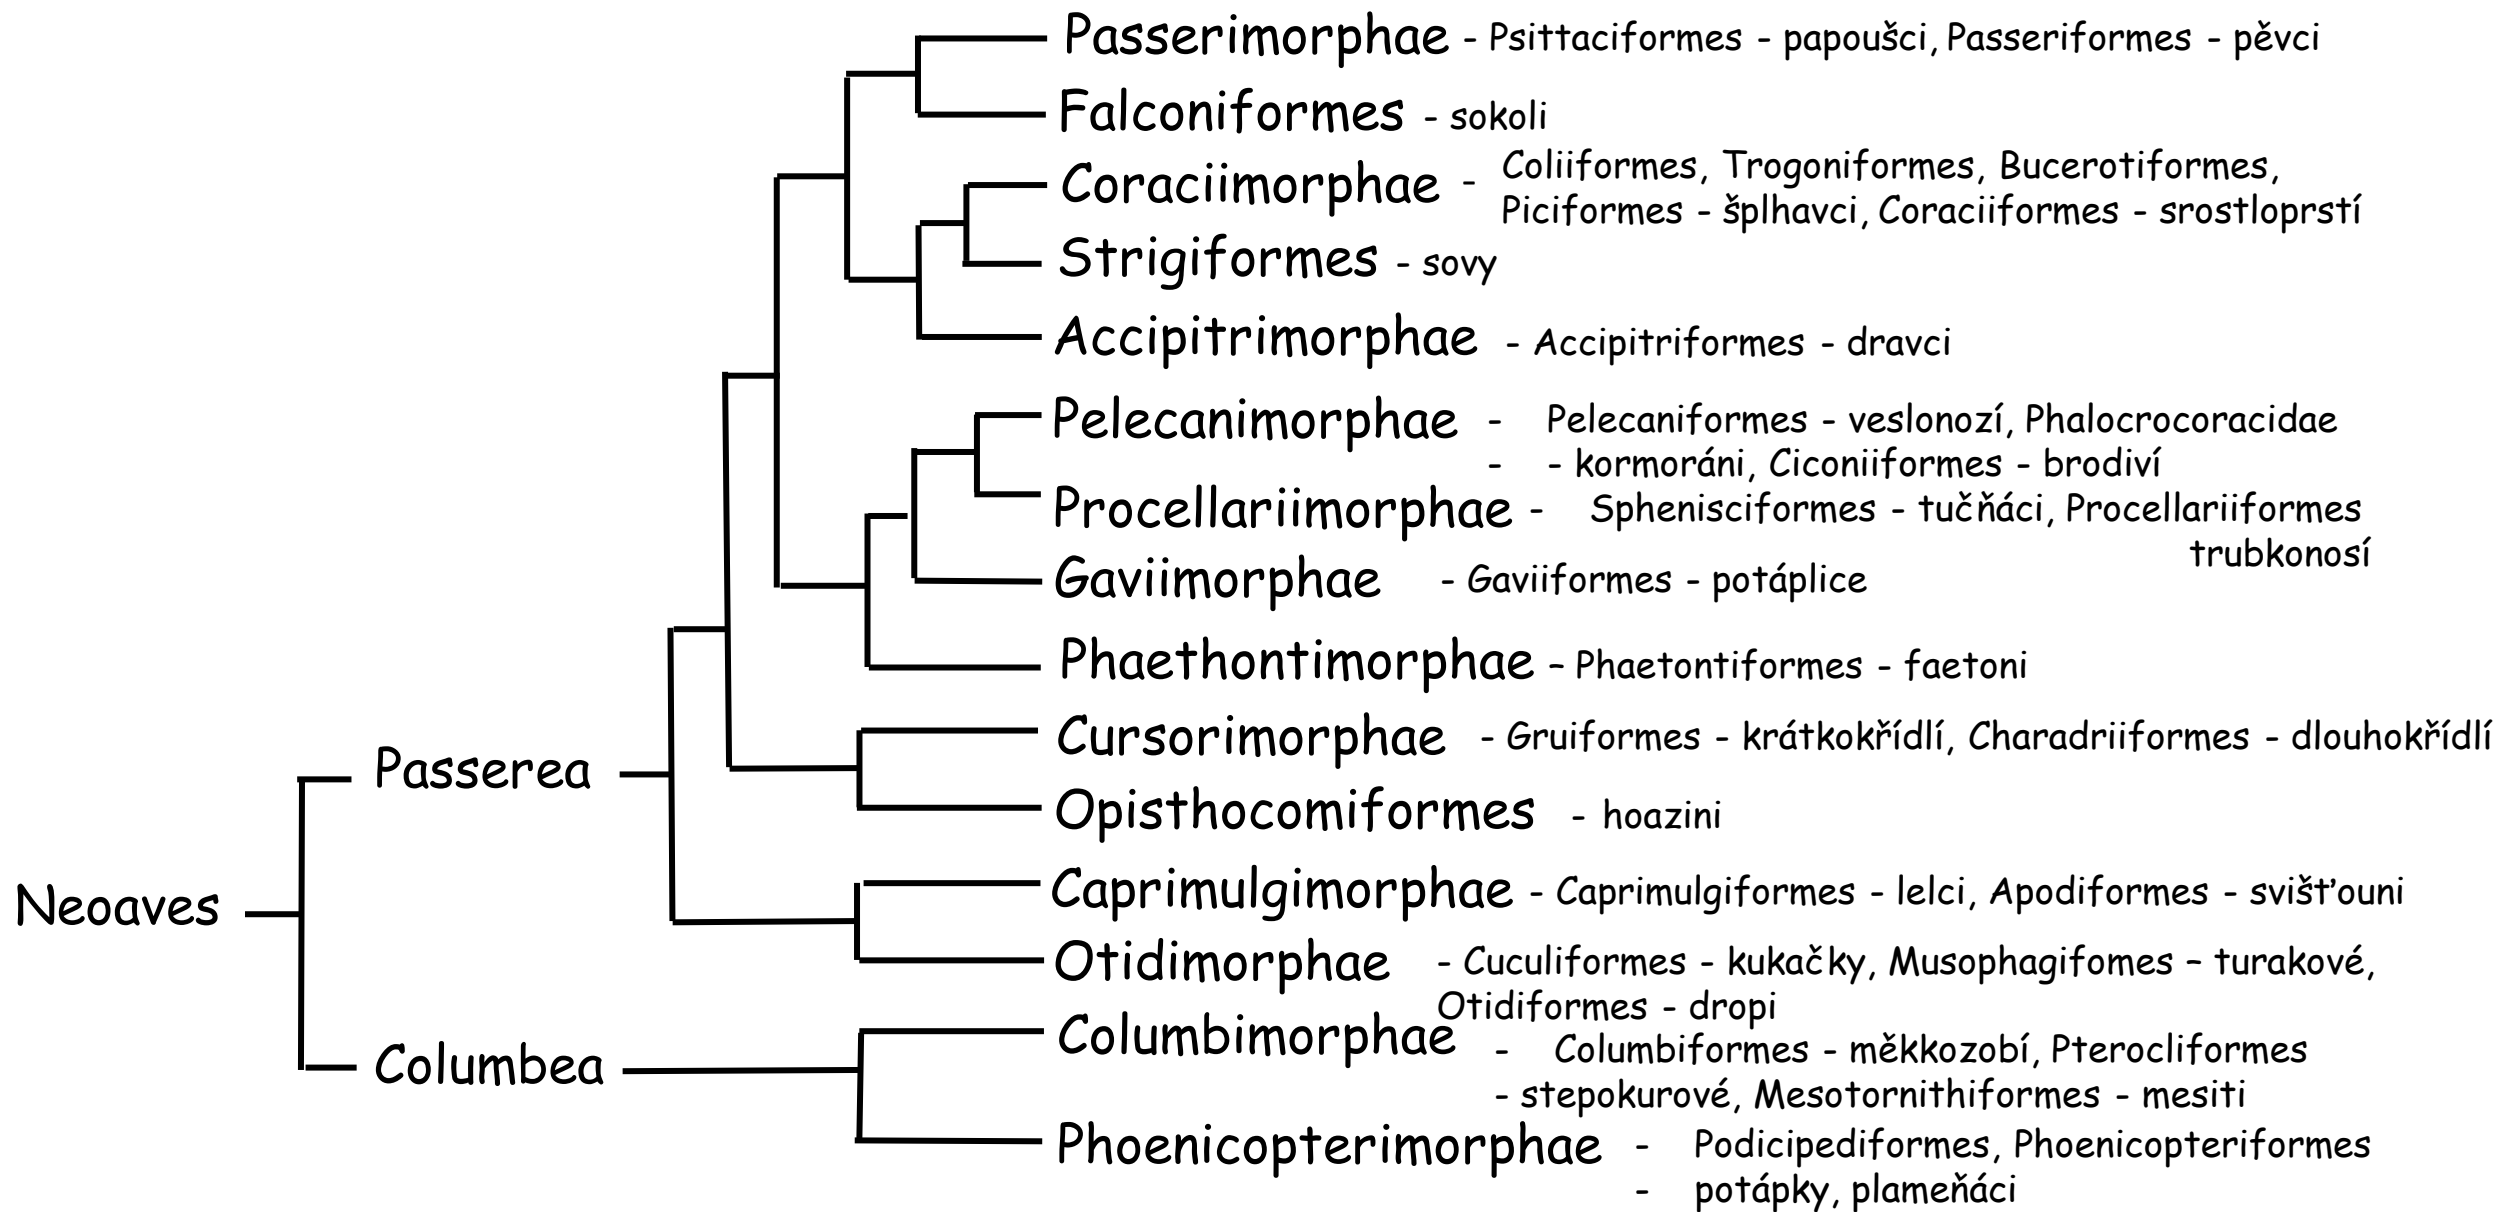 Passerimorphae - Psittaciformes - papoušci, Passeriformes - pěvci
Falconiformes - sokoli
Coraciimorphae - Coliiformes, Trogoniformes, Bucerotiformes,
Piciformes - šplhavci, Coraciiformes - srostloprstí
Strigiformes - sovy
Accipitrimorphae - Accipitriformes - dravci
Pelecanimorphae - Pelecaniformes - veslonozí, Phalocrocoracidae
- - kormoráni, Ciconiiformes - brodiví
Procellariimorphae - Sphenisciformes - tučňáci, Procellariiformes
trubkonosí
Gaviimorphae - Gaviiformes - potáplice
Phaethontimorphae - Phaetontiformes - faetoni
Cursorimorphae - Gruiformes - krátkokřídlí, Charadriiformes - dlouhokřídlí
Passerea
Opisthocomiformes - hoazini
Caprimulgimorphae - Caprimulgiformes - lelci, Apodiformes - svišťouni
Neoaves
Otidimorphae - Cuculiformes - kukačky, Musophagifomes - turakové,
Otidiformes - dropi
Columbimorphae - Columbiformes - měkkozobí, Pterocliformes
- stepokurové, Mesotornithiformes - mesiti
Columbea
Phoenicopterimorphae - Podicipediformes, Phoenicopteriformes
- potápky, plameňáci